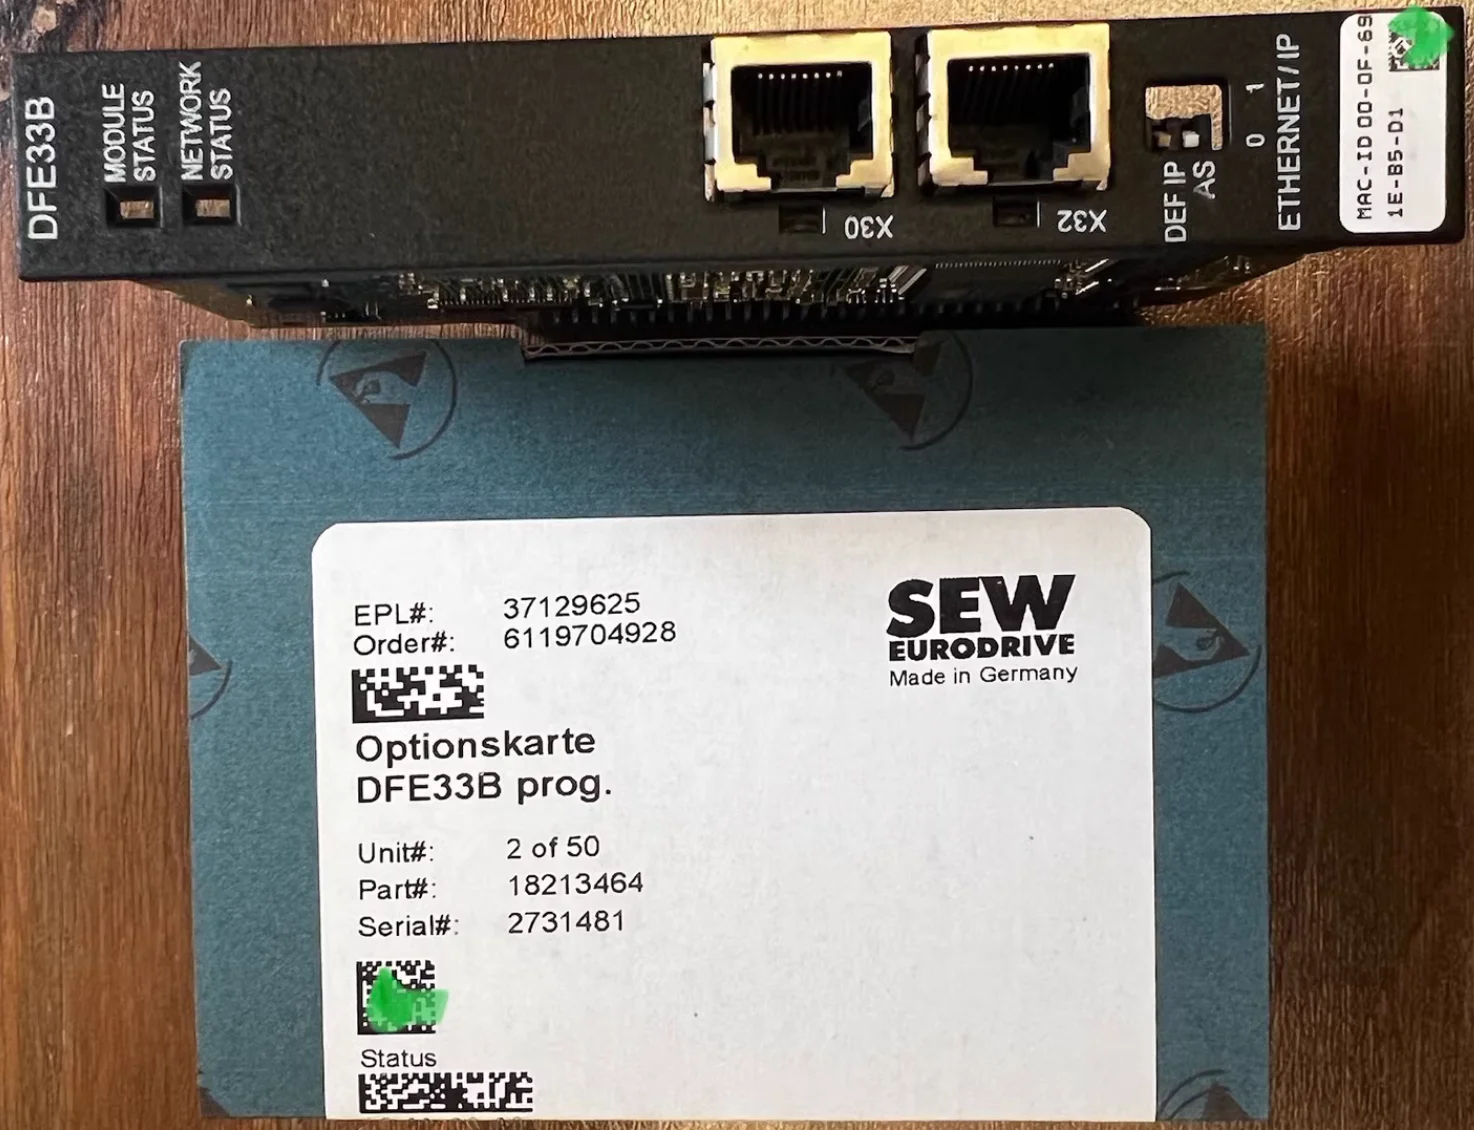 DFE33B
MODULE
STATUS
NETWORK
STATUS
X30
X32
DEF IP
AS
0 1
ETHERNET/IP
MAC-ID 00-0F-69
1E-B5-D1
EPL#: 37129625
Order#: 6119704928
SEW
EURODRIVE
Made in Germany
Optionskarte
DFE33B prog.
Unit#: 2 of 50
Part#: 18213464
Serial#: 2731481
Status